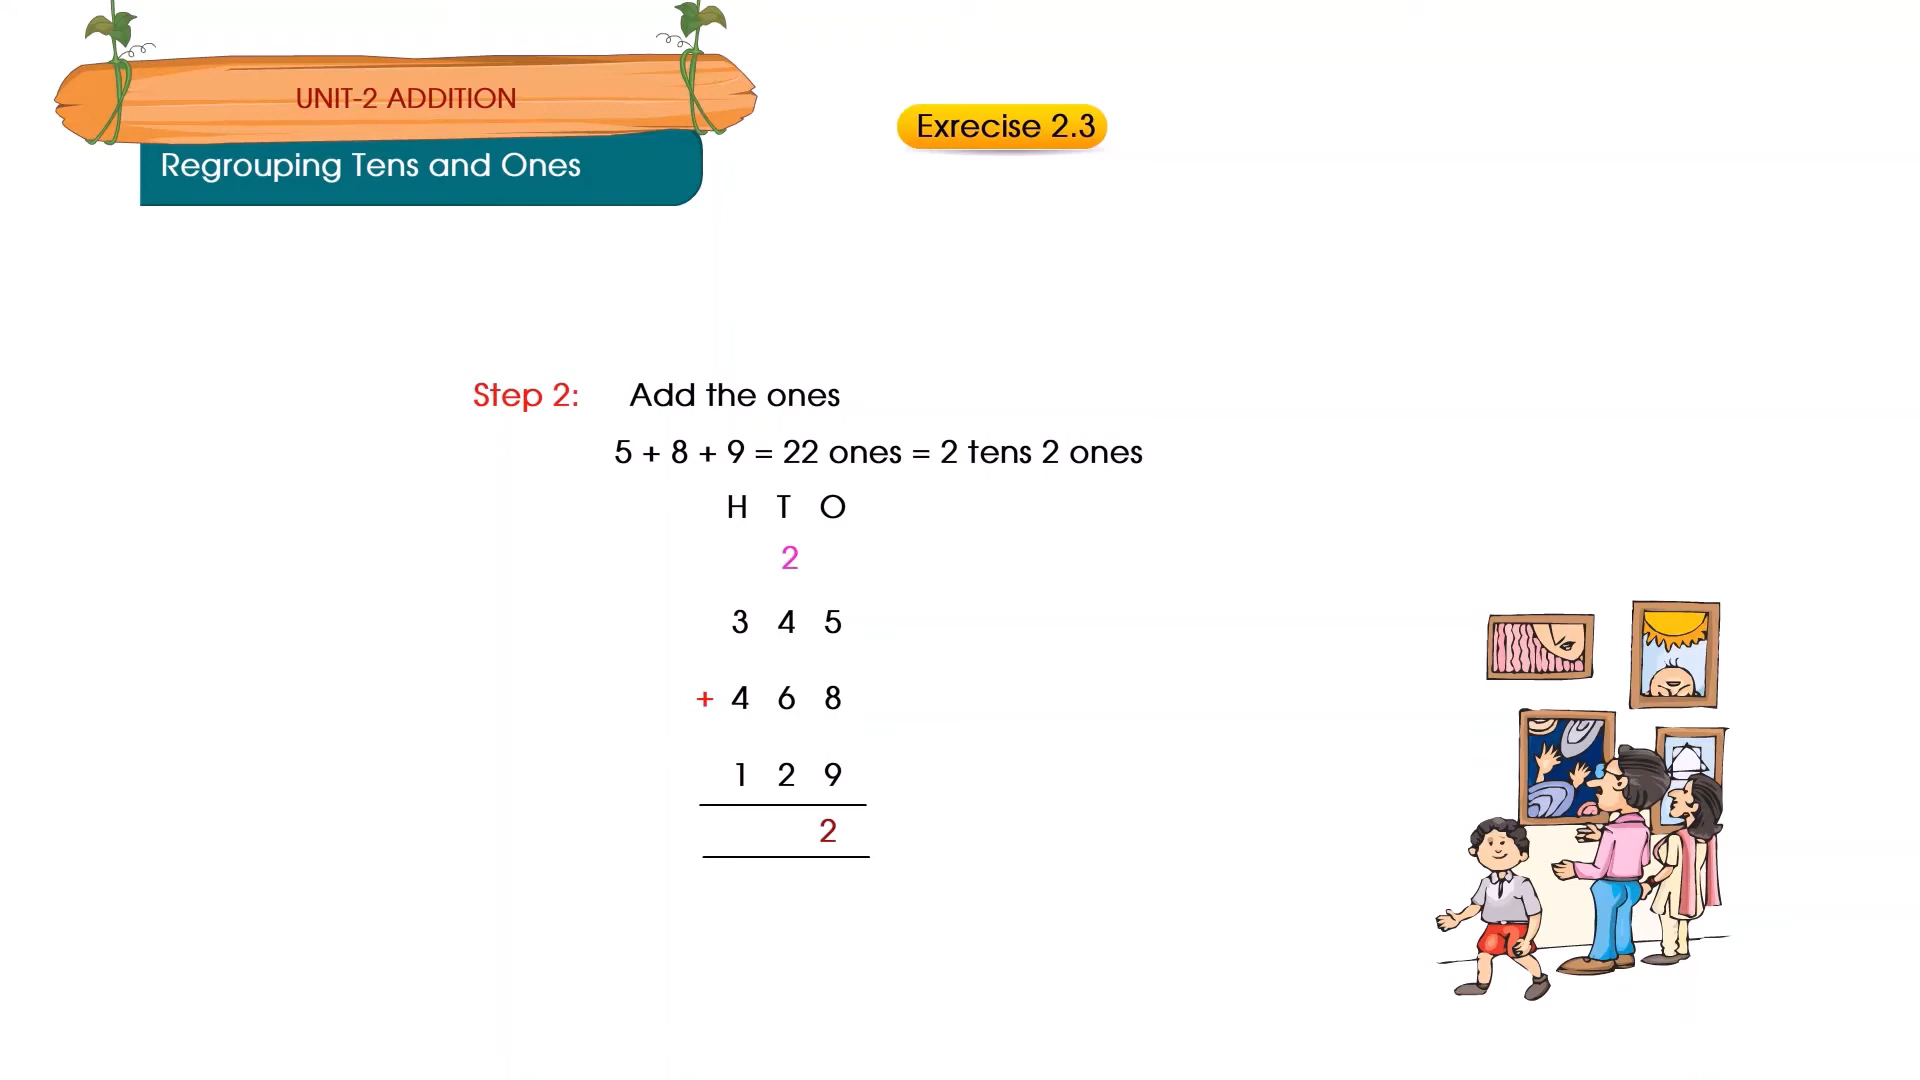 UNIT-2 ADDITION
Regrouping Tens and Ones
Exrecise 2.3
Step 2: Add the ones
5 + 8 + 9 = 22 ones = 2 tens 2 ones
H T O
2
3 4 5
+ 4 6 8
1 2 9
2